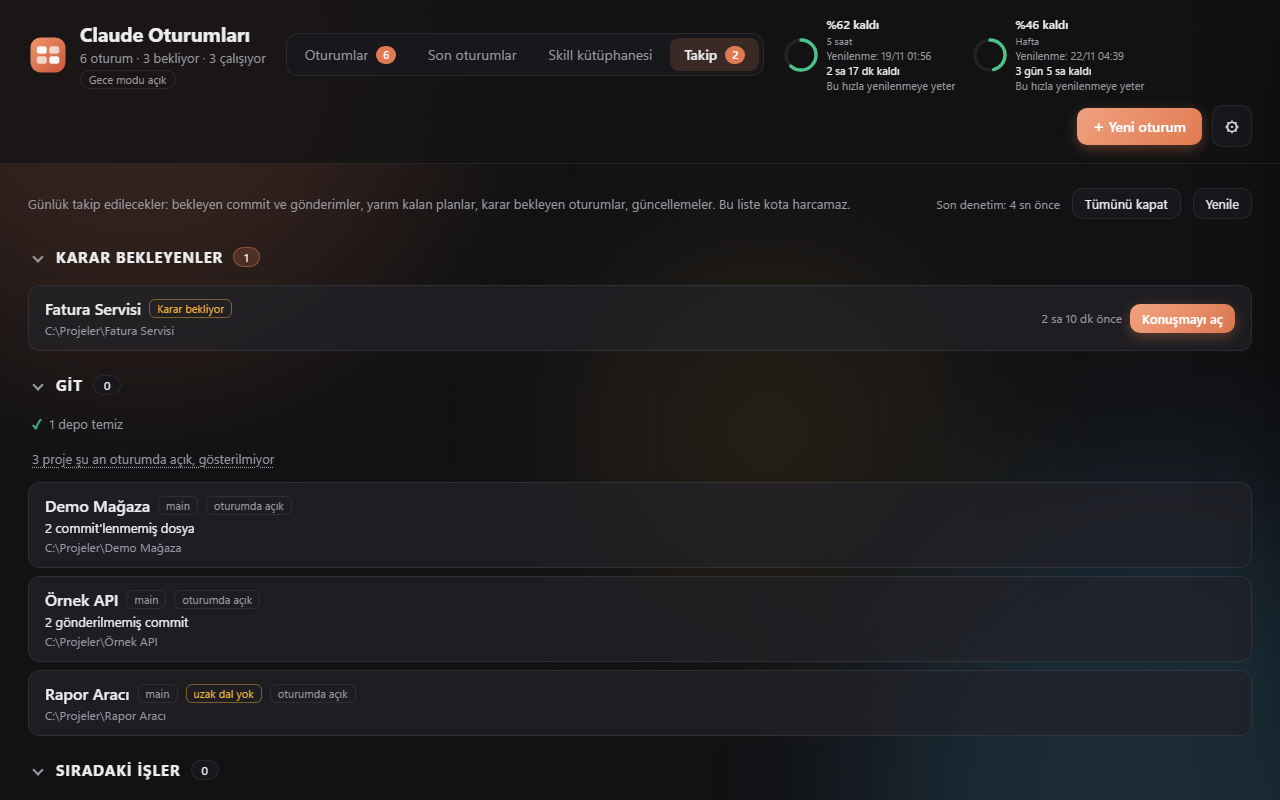 Claude Oturumları
6 oturum · 3 bekliyor · 3 çalışıyor
Gece modu açık
Oturumlar 6
Son oturumlar
Skill kütüphanesi
Takip 2
%62 kaldı
5 saat
Yenilenme: 19/11 01:56
2 sa 17 dk kaldı
Bu hızla yenilenmeye yeter
%46 kaldı
Hafta
Yenilenme: 22/11 04:39
3 gün 5 sa kaldı
Bu hızla yenilenmeye yeter
+ Yeni oturum
Günlük takip edilecekler: bekleyen commit ve gönderimler, yarım kalan planlar, karar bekleyen oturumlar, güncellemeler. Bu liste kota harcamaz.
Son denetim: 4 sn önce
Tümünü kapat
Yenile
KARAR BEKLEYENLER 1
Fatura Servisi Karar bekliyor
C:\Projeler\Fatura Servisi
2 sa 10 dk önce
Konuşmayı aç
GİT 0
✓ 1 depo temiz
3 proje şu an oturumda açık, gösterilmiyor
Demo Mağaza main oturumda açık
2 commit'lenmemiş dosya
C:\Projeler\Demo Mağaza
Örnek API main oturumda açık
2 gönderilmemiş commit
C:\Projeler\Örnek API
Rapor Aracı main uzak dal yok oturumda açık
C:\Projeler\Rapor Aracı
SIRADAKİ İŞLER 0